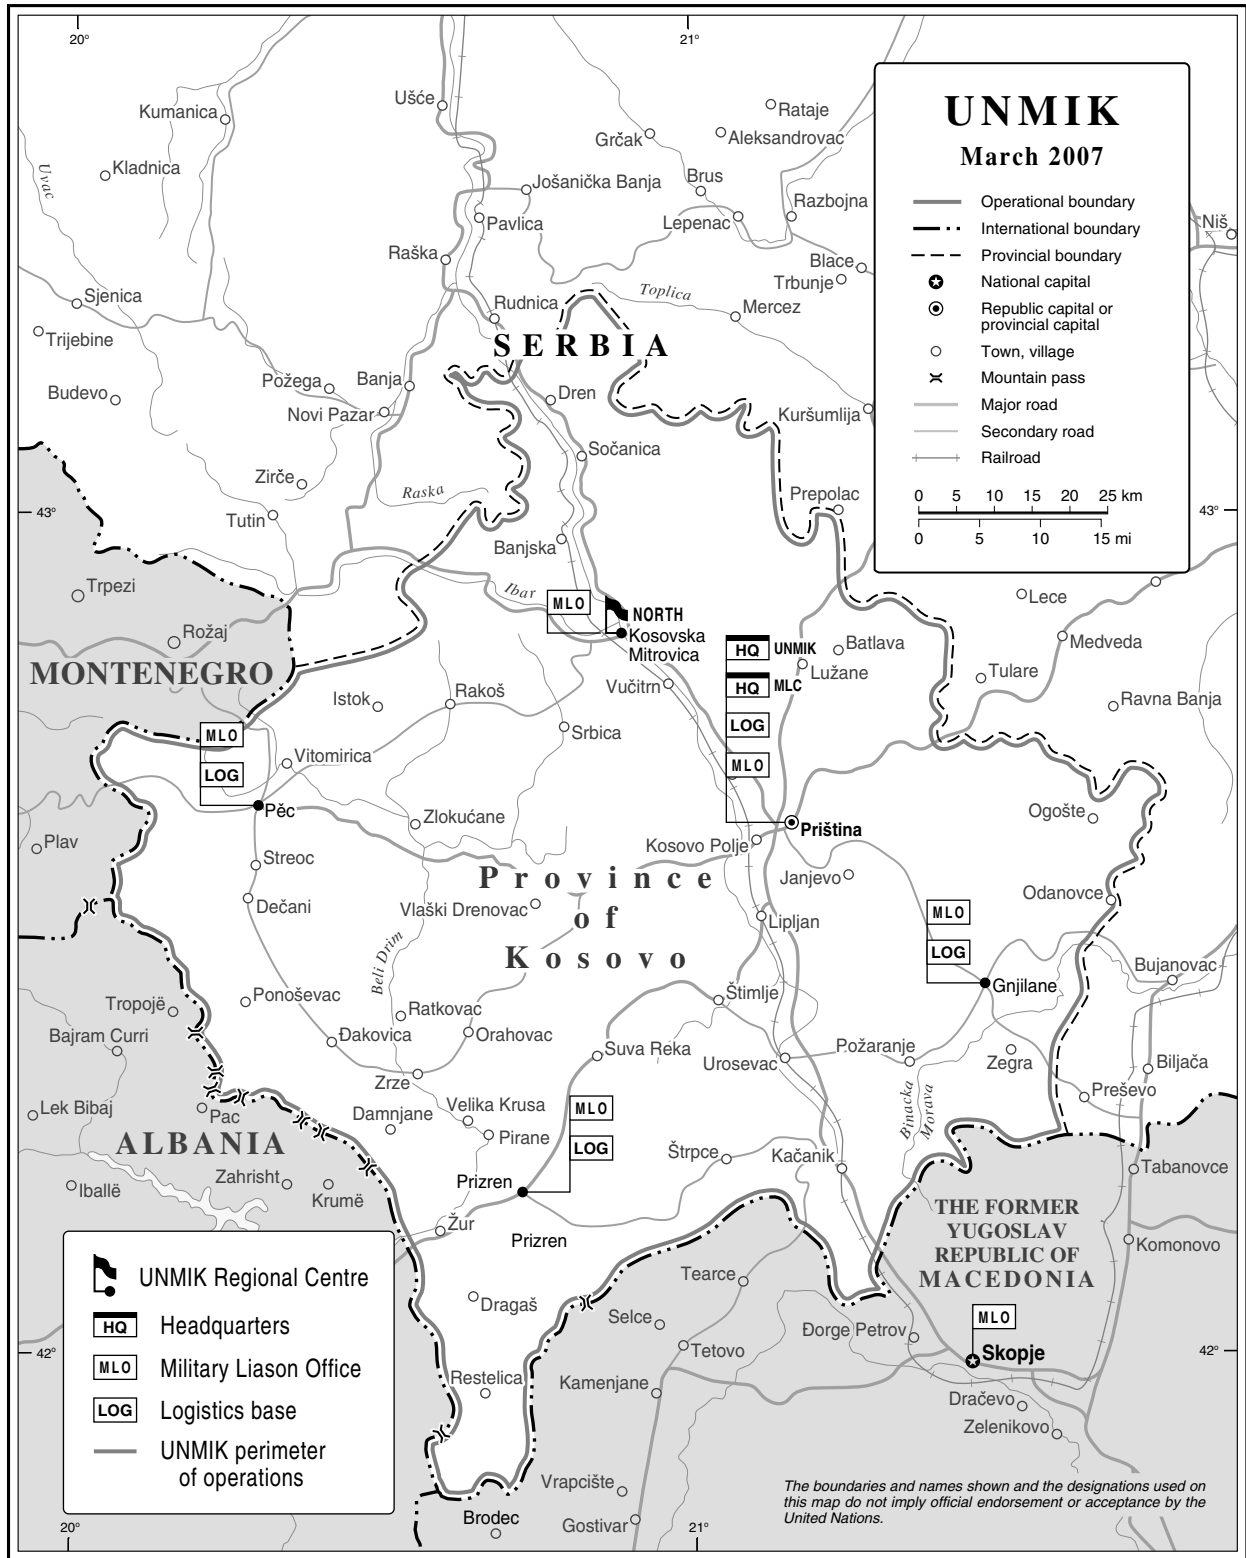 20°
21°
UNMIK
March 2007
Operational boundary
International boundary
Provincial boundary
National capital
Republic capital or
provincial capital
Town, village
Mountain pass
Major road
Secondary road
Railroad
0 5 10 15 20 25 km
0 5 10 15 mi
Ušće
Kumanica
Kladnica
Uvac
Rataje
Grčak
Aleksandrovac
Jošanička Banja
Brus
Razbojna
Lepenac
Pavlica
Niš
Raška
Blace
Trbunje
Sjenica
Toplica
Rudnica
Mercez
Trijebine
SERBIA
Požega
Banja
Budevo
Dren
Novi Pazar
Kuršumlija
Sočanica
Zirče
Raska
Prepolac
43°
43°
Tutin
Banjska
Trpezi
Ibar
MLO
NORTH
Lece
Rožaj
Kosovska
Mitrovica
HQ UNMIK
Batlava
Medveda
MONTENEGRO
Lužane
Tulare
Vučitrn
HQ MLC
Istok
Rakoš
Ravna Banja
LOG
Srbica
MLO
MLO
Vitomirica
LOG
Pěc
Zlokućane
Ogošte
Priština
Plav
Kosovo Polje
Streoc
Janjevo
Province
of
Kosovo
Dečani
Vlaški Drenovac
Odanovce
MLO
Lipljan
Beli Drim
LOG
Bujanovac
Gnjilane
Štimlje
Ponoševac
Tropojë
Ratkovac
Bajram Curri
Đakovica
Orahovac
Suva Reka
Požaranje
Urosevac
Zegra
Biljača
Zrze
Preševo
Lek Bibaj
Pac
Damnjane
Velika Krusa
MLO
Binacka
Morava
ALBANIA
Pirane
LOG
Štrpce
Kačanik
Tabanovce
Zahrisht
Prizren
Iballë
Krumë
Žur
THE FORMER
YUGOSLAV
REPUBLIC OF
MACEDONIA
Prizren
Komonovo
Tearce
UNMIK Regional Centre
HQ Headquarters
MLO Military Liason Office
LOG Logistics base
UNMIK perimeter
of operations
Dragaš
Selce
MLO
Đorge Petrov
42°
42°
Tetovo
Skopje
Restelica
Kamenjane
Dračevo
Zelenikovo
Vrapcište
Brodec
Gostivar
The boundaries and names shown and the designations used on
this map do not imply official endorsement or acceptance by the
United Nations.
20°
21°